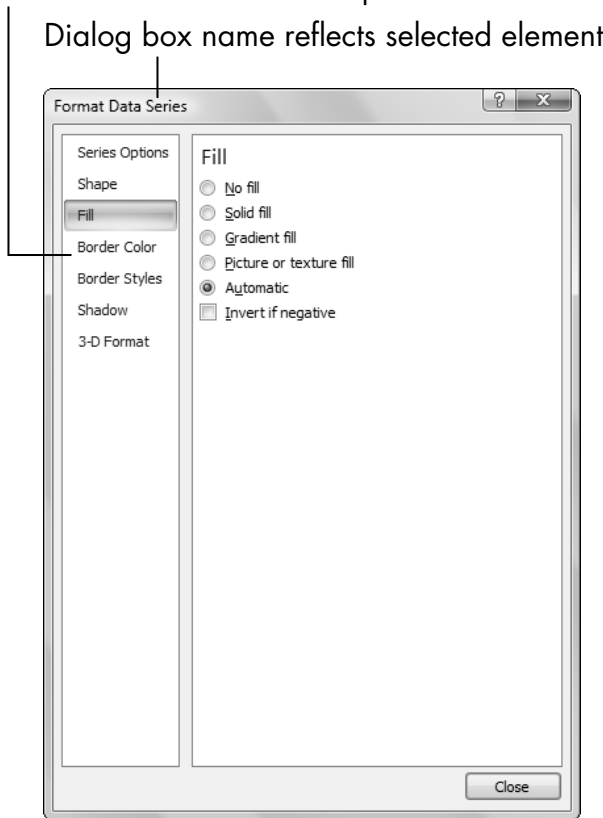 Dialog box name reflects selected element
Format Data Series
Series Options
Shape
Fill
Border Color
Border Styles
Shadow
3-D Format
Fill
No fill
Solid fill
Gradient fill
Picture or texture fill
Automatic
Invert if negative
Close